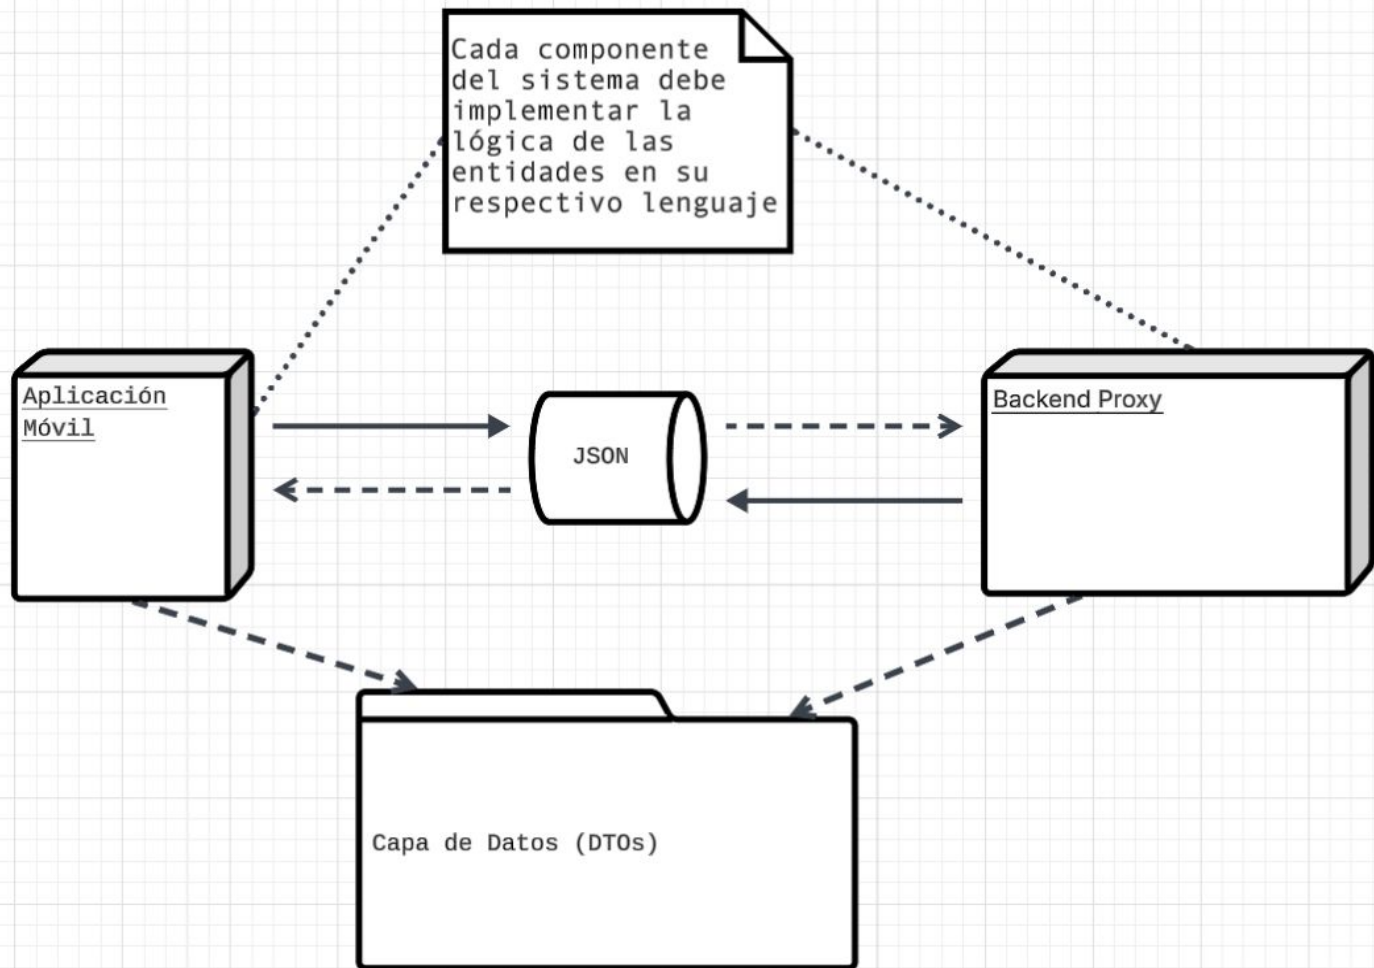 Cada componente
del sistema debe
implementar la
lógica de las
entidades en su
respectivo lenguaje
Aplicación
Móvil
JSON
Backend Proxy
Capa de Datos (DTOs)